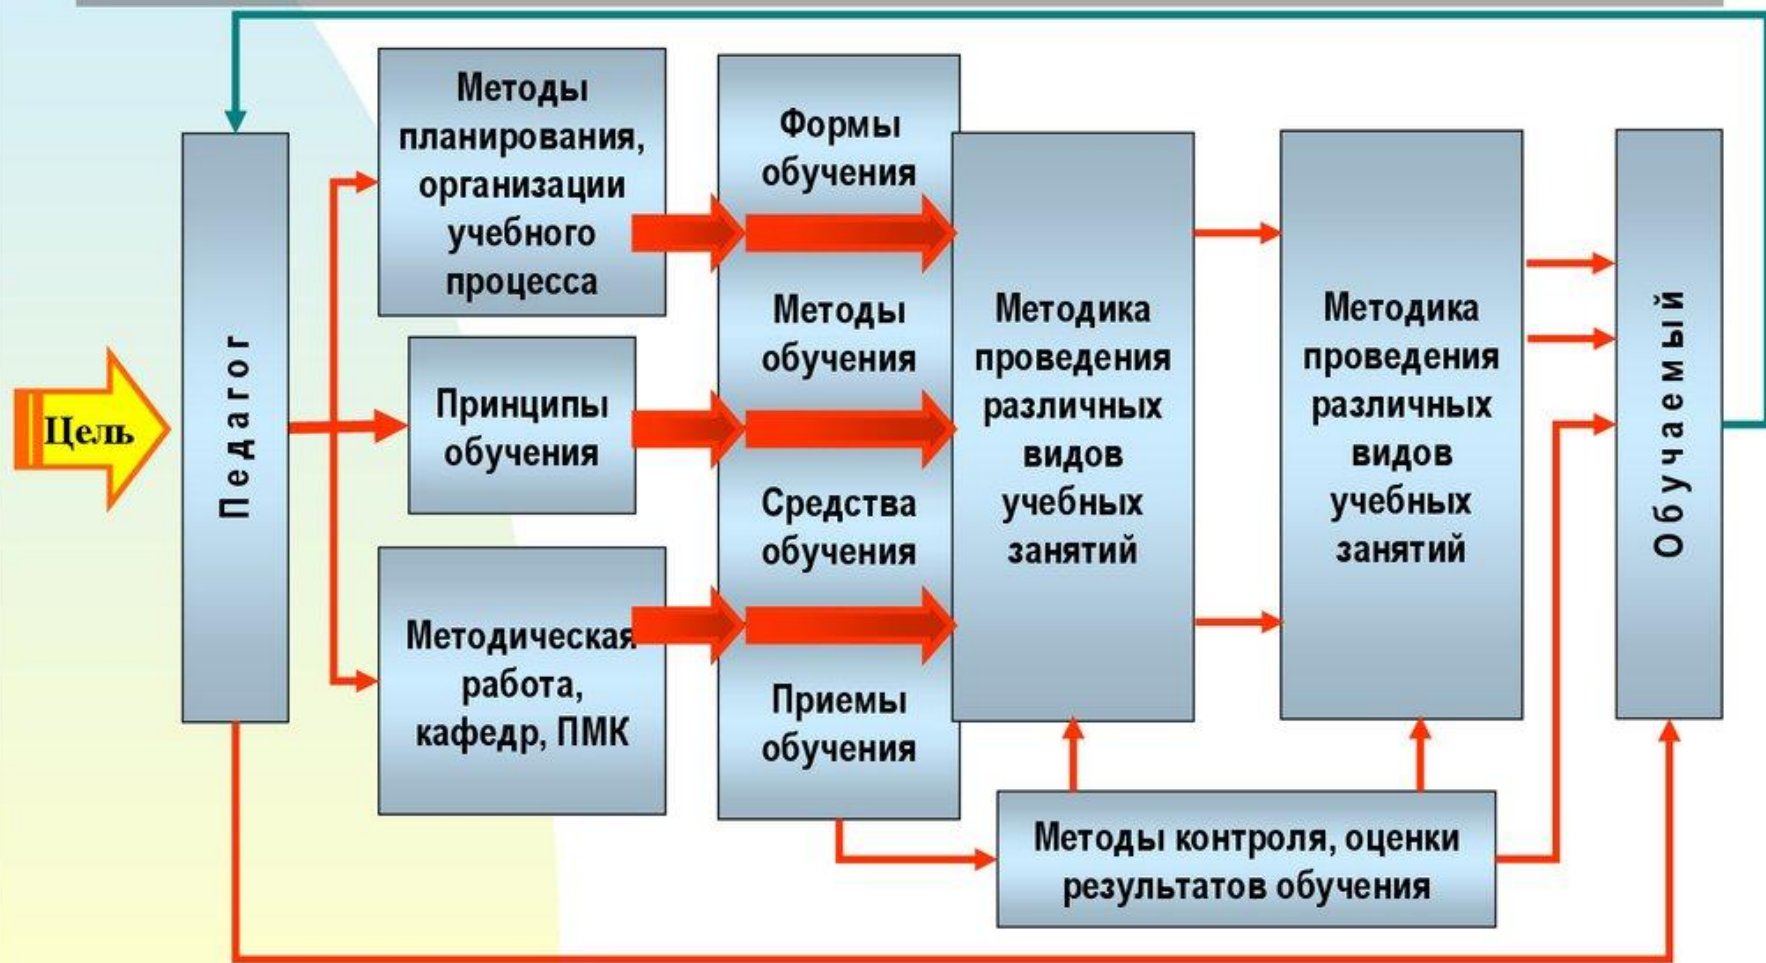 Цель
Педагог
Методы
планирования,
организации
учебного
процесса
Принципы
обучения
Методическая
работа,
кафедр, ПМК
Формы
обучения
Методы
обучения
Средства
обучения
Приемы
обучения
Методика
проведения
различных
видов
учебных
занятий
Методика
проведения
различных
видов
учебных
занятий
Методы контроля, оценки
результатов обучения
Обучаемый